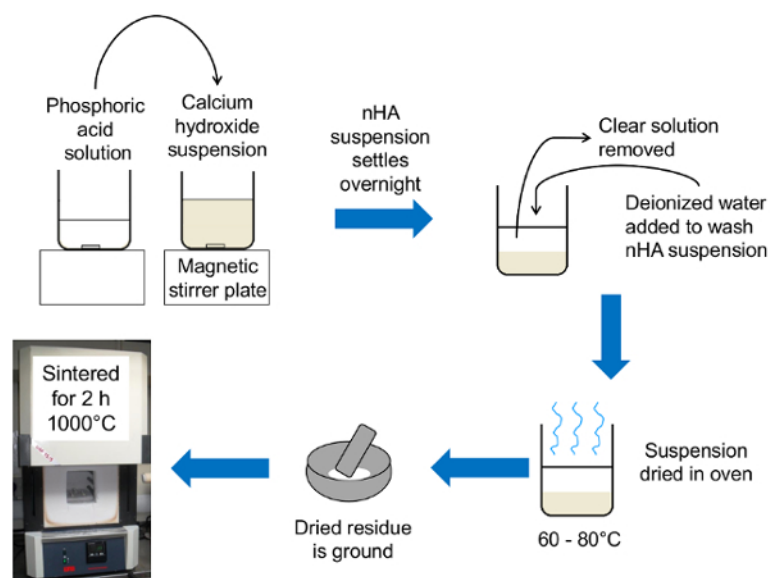 Phosphoric
acid
solution
Calcium
hydroxide
suspension
Magnetic
stirrer plate
nHA
suspension
settles
overnight
Clear solution
removed
Deionized water
added to wash
nHA suspension
Suspension
dried in oven
60 - 80°C
Dried residue
is ground
Sintered
for 2 h
1000°C